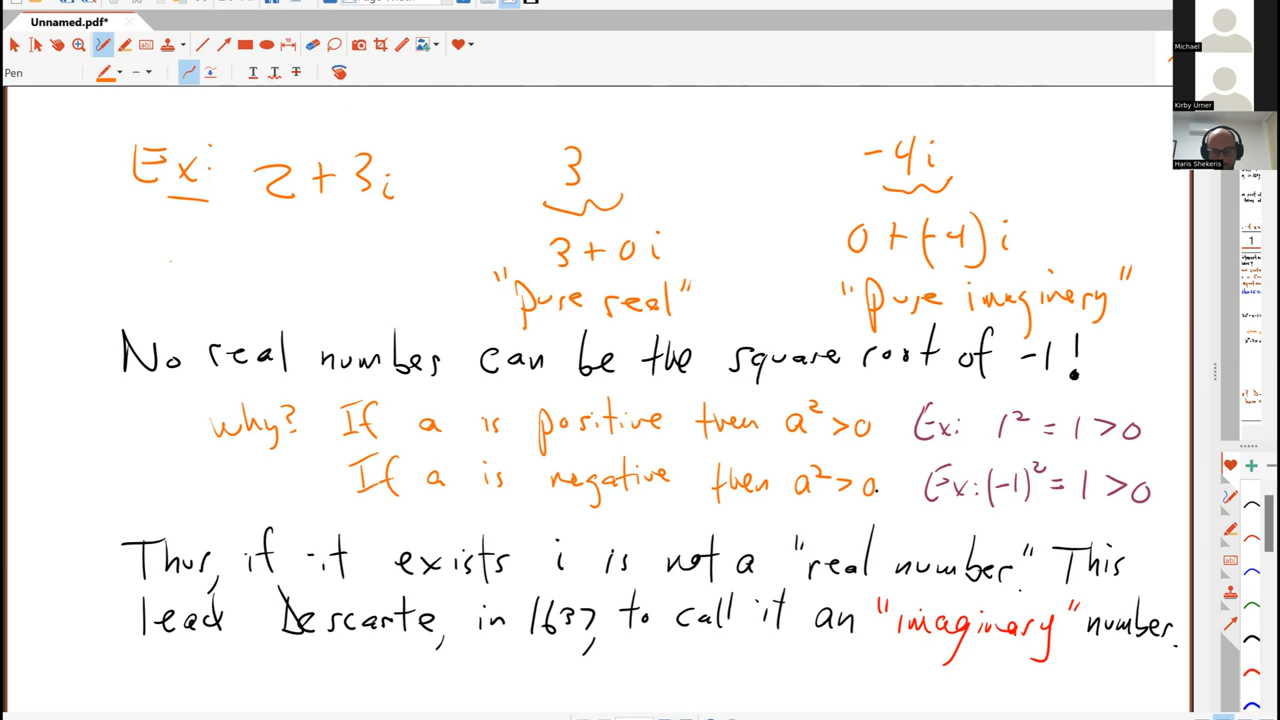 Unnamed.pdf*
Pen
Michael
Kirby Urner
Haris Shekeris
Ex: 2+3i 3 -4i
3+0i 0+(-4)i
"Pure real" "Pure imaginery"
No real number can be the square root of -1!
why? If a is positive then a²>0 Ex: 1²=1>0
If a is negative then a²>0. Ex:(-1)²=1>0
Thus, if it exists i is not a "real number." This
lead Descarte, in 1637, to call it an "imaginary" number.
1